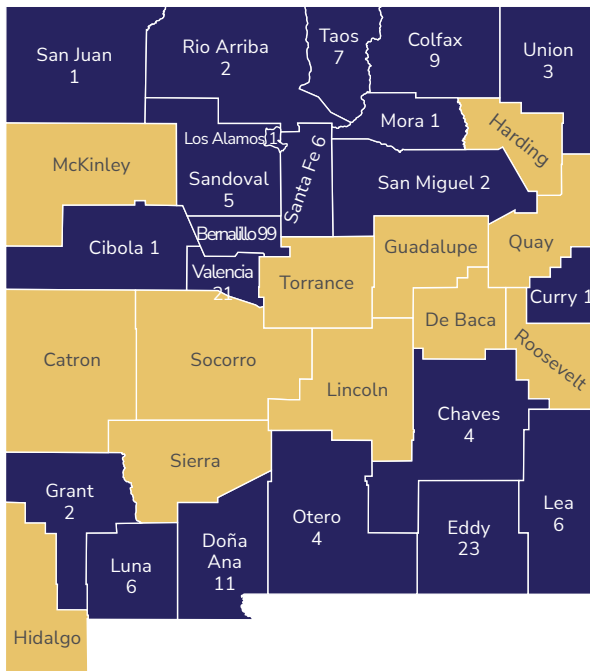 San Juan
1
Rio Arriba
2
Taos
7
Colfax
9
Union
3
McKinley
Los Alamos 1
Sandoval
5
Santa Fe 6
Mora 1
Harding
San Miguel 2
Cibola 1
Bernalillo 99
Valencia
21
Torrance
Guadalupe
Quay
Curry 1
De Baca
Roosevelt
Catron
Socorro
Lincoln
Chaves
4
Sierra
Grant
2
Luna
6
Doña
Ana
11
Otero
4
Eddy
23
Lea
6
Hidalgo